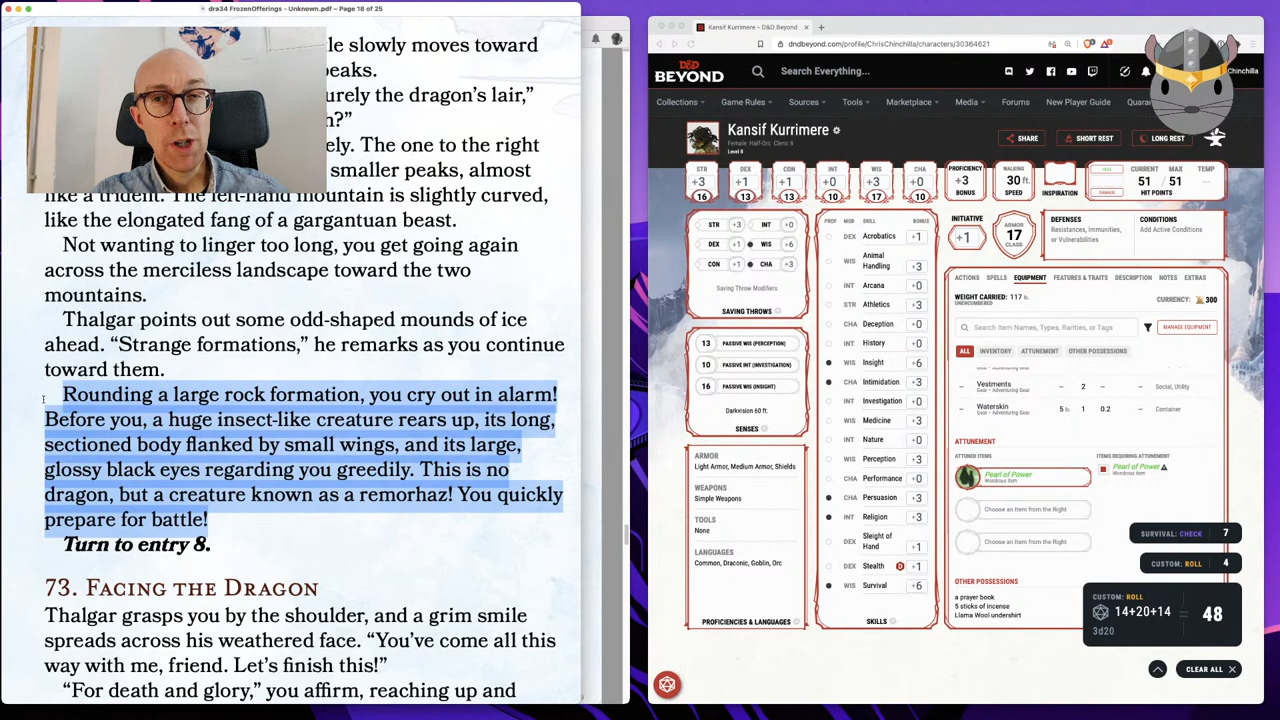 dra34 FrozenOfferings - Unknown.pdf – Page 18 of 25
le slowly moves toward
peaks.
urely the dragon's lair,”
n?”
ely. The one to the right
smaller peaks, almost
like a trident. The left-hand mountain is slightly curved,
like the elongated fang of a gargantuan beast.
Not wanting to linger too long, you get going again
across the merciless landscape toward the two
mountains.
Thalgar points out some odd-shaped mounds of ice
ahead. “Strange formations,” he remarks as you continue
toward them.
Rounding a large rock formation, you cry out in alarm!
Before you, a huge insect-like creature rears up, its long,
sectioned body flanked by small wings, and its large,
glossy black eyes regarding you greedily. This is no
dragon, but a creature known as a remorhaz! You quickly
prepare for battle!
Turn to entry 8.
73. Facing the Dragon
Thalgar grasps you by the shoulder, and a grim smile
spreads across his weathered face. “You've come all this
way with me, friend. Let's finish this!”
“For death and glory,” you affirm, reaching up and
Kansif Kurrimere - D&D Beyond
dndbeyond.com/profile/ChrisChinchilla/characters/30364621
D&D
BEYOND
Search Everything...
Chinchilla
Collections
Game Rules
Sources
Tools
Marketplace
Media
Forums
New Player Guide
Quara
Kansif Kurrimere
Female Half-Orc Cleric 8
Level 8
SHARE
SHORT REST
LONG REST
STR
+3
16
DEX
+1
13
CON
+1
13
INT
+0
10
WIS
+3
17
CHA
+0
10
PROFICIENCY
+3
BONUS
WALKING
30 ft.
SPEED
INSPIRATION
HEAL
DAMAGE
CURRENT
51
/
MAX
51
TEMP
--
HIT POINTS
STR +3
INT +0
DEX +1
WIS +6
CON +1
CHA +3
Saving Throw Modifiers
SAVING THROWS
13 PASSIVE WIS (PERCEPTION)
10 PASSIVE INT (INVESTIGATION)
16 PASSIVE WIS (INSIGHT)
Darkvision 60 ft.
SENSES
ARMOR
Light Armor, Medium Armor, Shields
WEAPONS
Simple Weapons
TOOLS
None
LANGUAGES
Common, Draconic, Goblin, Orc
PROFICIENCIES & LANGUAGES
PROF MOD SKILL BONUS
DEX Acrobatics +1
WIS Animal Handling +3
INT Arcana +0
STR Athletics +3
CHA Deception +0
INT History +0
WIS Insight +6
CHA Intimidation +3
INT Investigation +0
WIS Medicine +3
INT Nature +0
WIS Perception +3
CHA Performance +0
CHA Persuasion +3
INT Religion +3
DEX Sleight of Hand +1
DEX Stealth D +1
WIS Survival +6
SKILLS
INITIATIVE
+1
ARMOR
17
CLASS
DEFENSES
Resistances, Immunities,
or Vulnerabilities
CONDITIONS
Add Active Conditions
ACTIONS
SPELLS
EQUIPMENT
FEATURES & TRAITS
DESCRIPTION
NOTES
EXTRAS
WEIGHT CARRIED: 117 lb.
UNENCUMBERED
CURRENCY: 300
Search Item Names, Types, Rarities, or Tags
MANAGE EQUIPMENT
ALL
INVENTORY
ATTUNEMENT
OTHER POSSESSIONS
Gear • Adventuring Gear
Vestments
Gear • Adventuring Gear
-- 2 -- Social, Utility
Waterskin
Gear • Adventuring Gear
5 lb. 1 0.2 Container
ATTUNEMENT
ATTUNED ITEMS
ITEMS REQUIRING ATTUNEMENT
Pearl of Power
Wondrous item
Pearl of Power
Wondrous item
Choose an Item from the Right
Choose an Item from the Right
OTHER POSSESSIONS
a prayer book
5 sticks of incense
Llama Wool undershirt
SURVIVAL: CHECK 7
CUSTOM: ROLL 4
CUSTOM: ROLL
14+20+14 = 48
3d20
CLEAR ALL